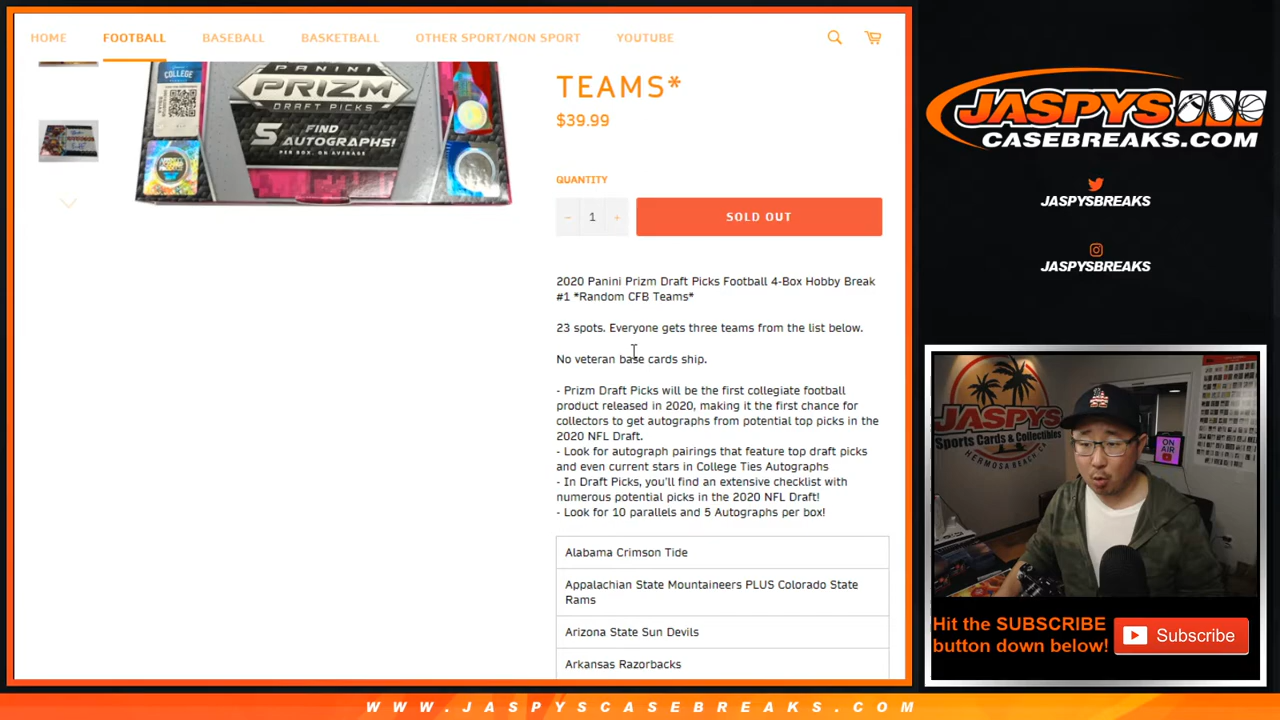 HOME FOOTBALL BASEBALL BASKETBALL OTHER SPORT/NON SPORT YOUTUBE
TEAMS*
$39.99
COLLEGE
PANINI
PRIZM
DRAFT PICKS
5 FIND
AUTOGRAPHS!
PER BOX, ON AVERAGE
QUANTITY
− 1 + SOLD OUT
2020 Panini Prizm Draft Picks Football 4-Box Hobby Break
#1 *Random CFB Teams*
23 spots. Everyone gets three teams from the list below.
No veteran base cards ship.
- Prizm Draft Picks will be the first collegiate football
product released in 2020, making it the first chance for
collectors to get autographs from potential top picks in the
2020 NFL Draft.
- Look for autograph pairings that feature top draft picks
and even current stars in College Ties Autographs
- In Draft Picks, you'll find an extensive checklist with
numerous potential picks in the 2020 NFL Draft!
- Look for 10 parallels and 5 Autographs per box!
Alabama Crimson Tide
Appalachian State Mountaineers PLUS Colorado State
Rams
Arizona State Sun Devils
Arkansas Razorbacks
JASPYS
CASEBREAKS.COM
JASPYSBREAKS
JASPYSBREAKS
JASPYS
Sports Cards & Collectibles
HERMOSA BEACH, CA
ON AIR
Hit the SUBSCRIBE
button down below!
Subscribe
WWW.JASPYSCASEBREAKS.COM